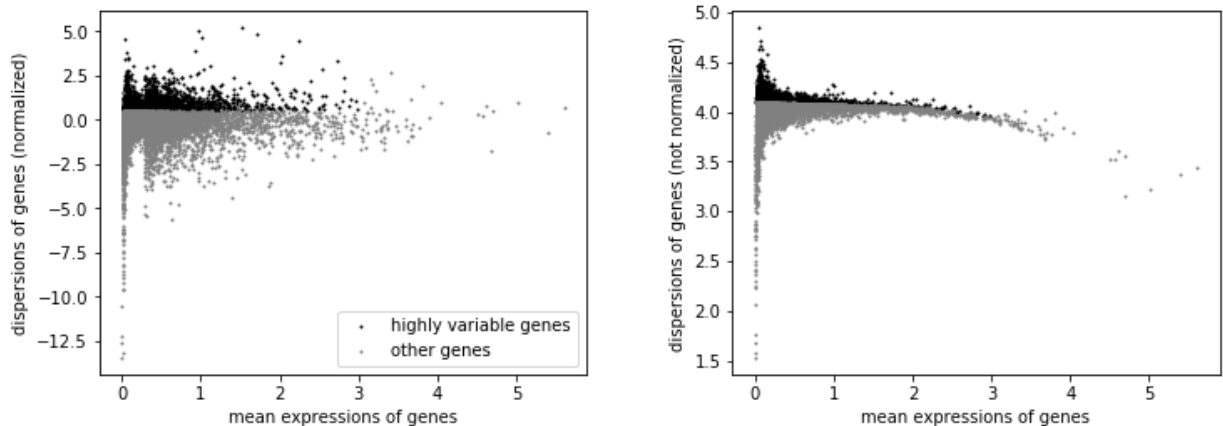 dispersions of genes (normalized)
5.0
2.5
0.0
−2.5
−5.0
−7.5
−10.0
−12.5
highly variable genes
other genes
0 1 2 3 4 5
mean expressions of genes
dispersions of genes (not normalized)
5.0
4.5
4.0
3.5
3.0
2.5
2.0
1.5
0 1 2 3 4 5
mean expressions of genes